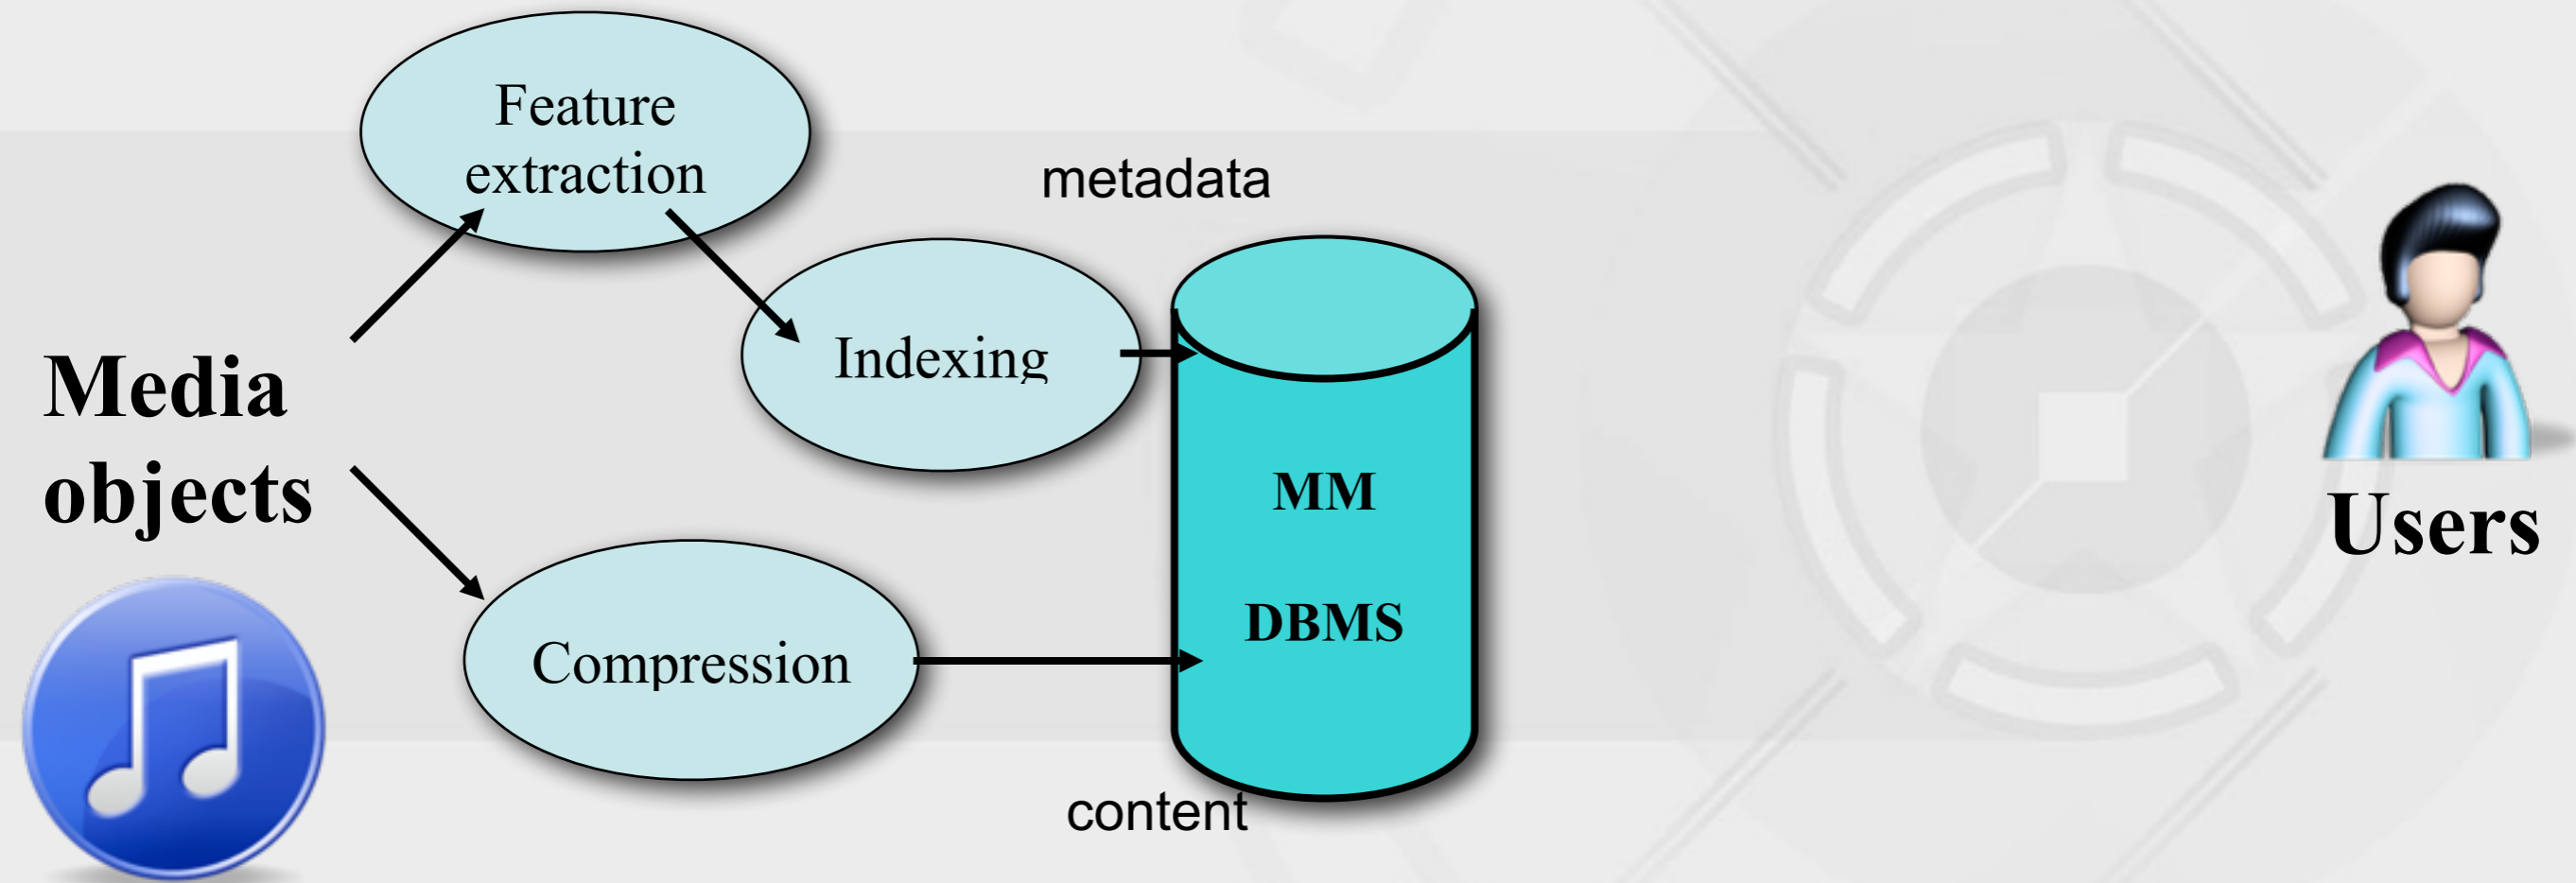 Feature
extraction
metadata
Indexing
Media
objects
MM
DBMS
Users
Compression
content